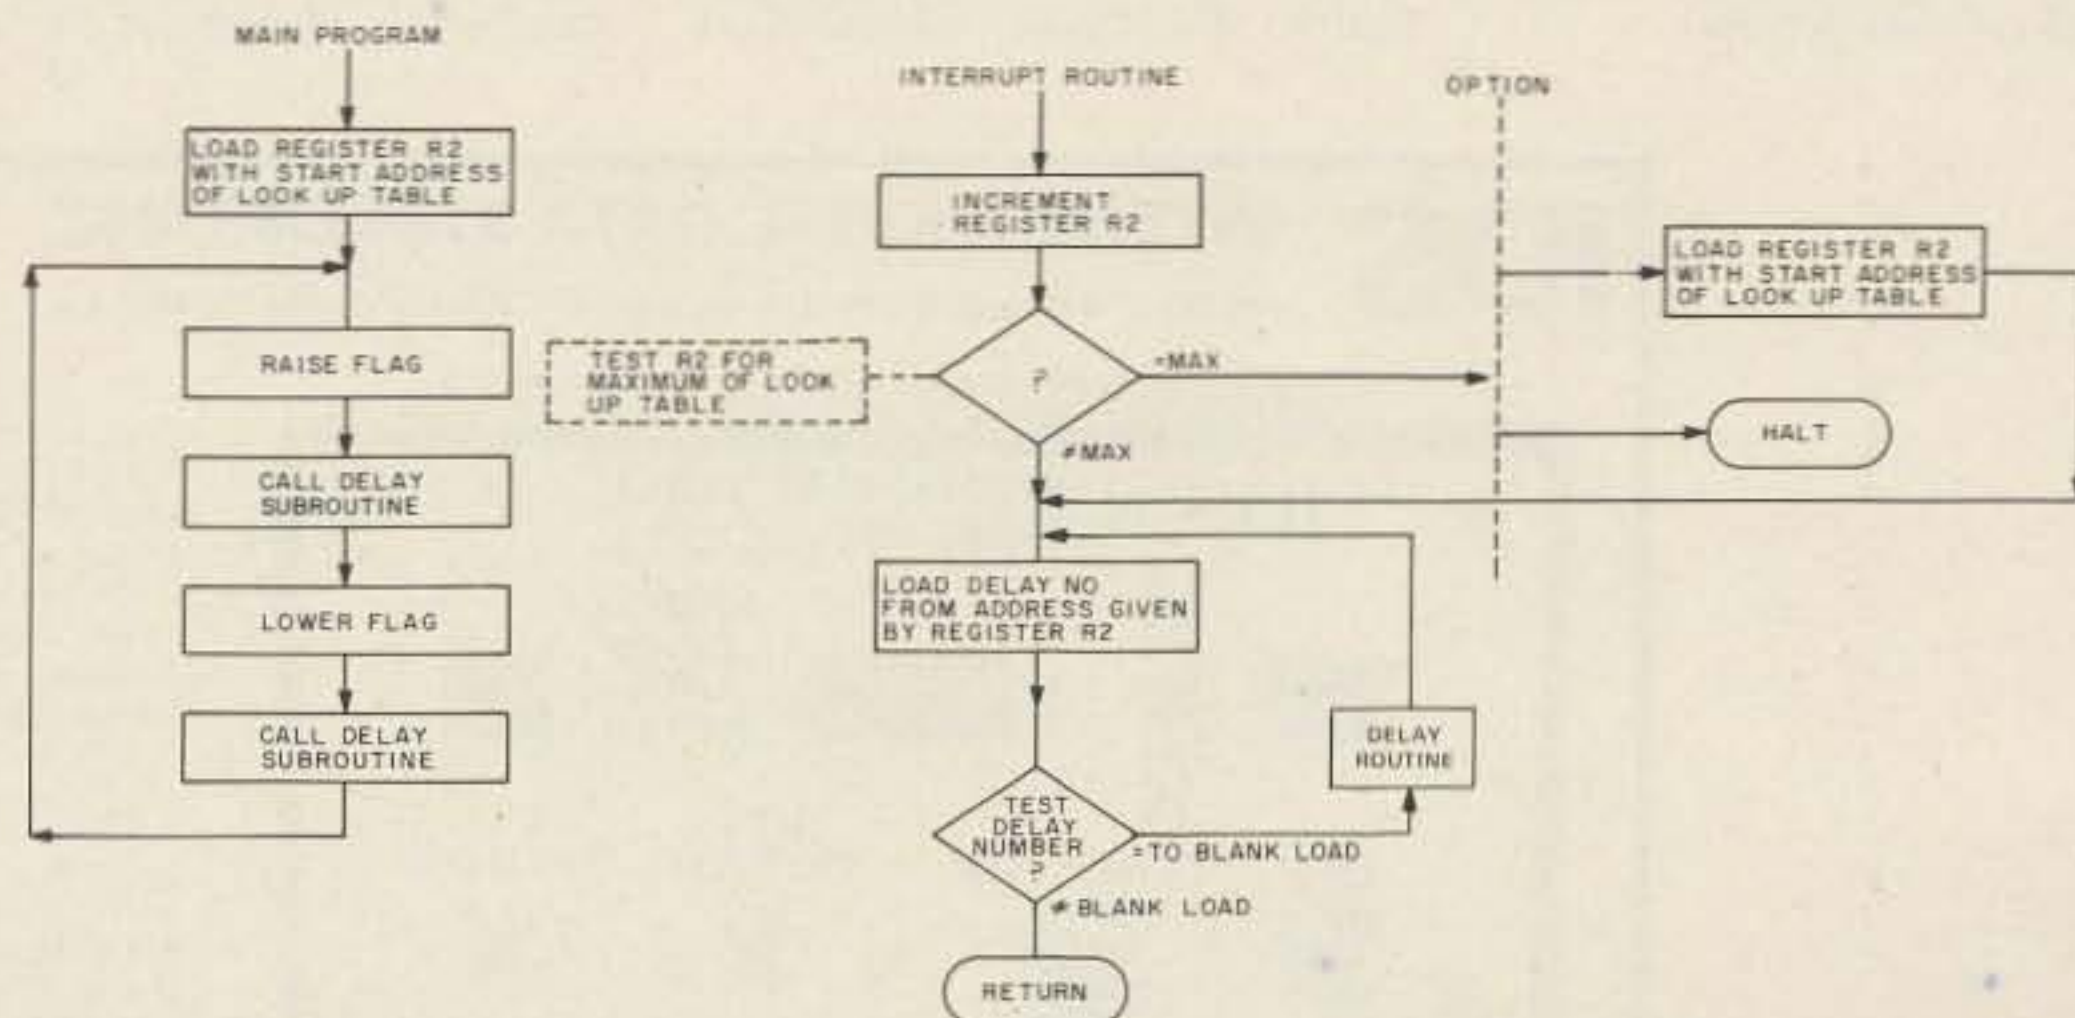 MAIN PROGRAM
LOAD REGISTER R2
WITH START ADDRESS
OF LOOK UP TABLE
RAISE FLAG
CALL DELAY
SUBROUTINE
LOWER FLAG
CALL DELAY
SUBROUTINE
INTERRUPT ROUTINE
INCREMENT
REGISTER R2
TEST R2 FOR
MAXIMUM OF LOOK
UP TABLE
?
=MAX
≠MAX
LOAD DELAY NO
FROM ADDRESS GIVEN
BY REGISTER R2
TEST
DELAY
NUMBER
?
=TO BLANK LOAD
≠ BLANK LOAD
DELAY
ROUTINE
RETURN
OPTION
LOAD REGISTER R2
WITH START ADDRESS
OF LOOK UP TABLE
HALT